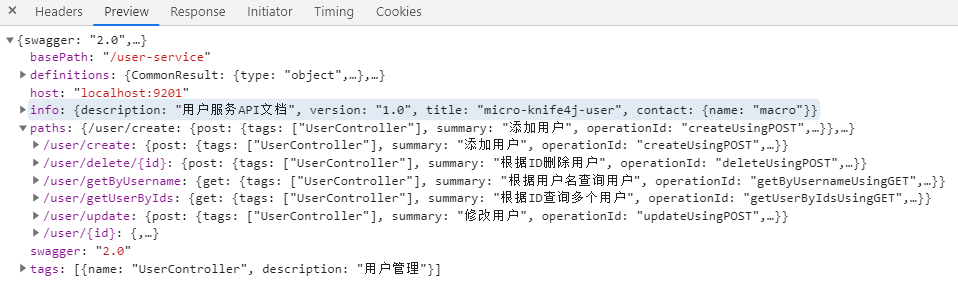 Headers Preview Response Initiator Timing Cookies
{swagger: "2.0",…}
basePath: "/user-service"
definitions: {CommonResult: {type: "object",…},…}
host: "localhost:9201"
info: {description: "用户服务API文档", version: "1.0", title: "micro-knife4j-user", contact: {name: "macro"}}
paths: {/user/create: {post: {tags: ["UserController"], summary: "添加用户", operationId: "createUsingPOST",…}},…}
/user/create: {post: {tags: ["UserController"], summary: "添加用户", operationId: "createUsingPOST",…}}
/user/delete/{id}: {post: {tags: ["UserController"], summary: "根据ID删除用户", operationId: "deleteUsingPOST",…}}
/user/getByUsername: {get: {tags: ["UserController"], summary: "根据用户名查询用户", operationId: "getByUsernameUsingGET",…}}
/user/getUserByIds: {get: {tags: ["UserController"], summary: "根据ID查询多个用户", operationId: "getUserByIdsUsingGET",…}}
/user/update: {post: {tags: ["UserController"], summary: "修改用户", operationId: "updateUsingPOST",…}}
/user/{id}: {,…}
swagger: "2.0"
tags: [{name: "UserController", description: "用户管理"}]